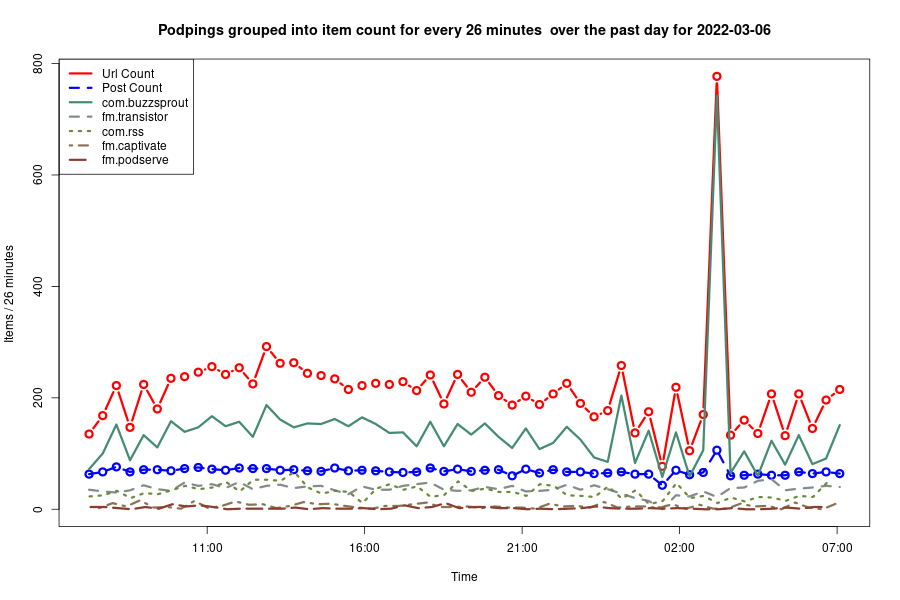 Podpings grouped into item count for every 26 minutes  over the past day for 2022-03-06
Url Count
Post Count
com.buzzsprout
fm.transistor
com.rss
fm.captivate
fm.podserve
800
600
400
200
0
Items / 26 minutes
11:00
16:00
21:00
02:00
07:00
Time